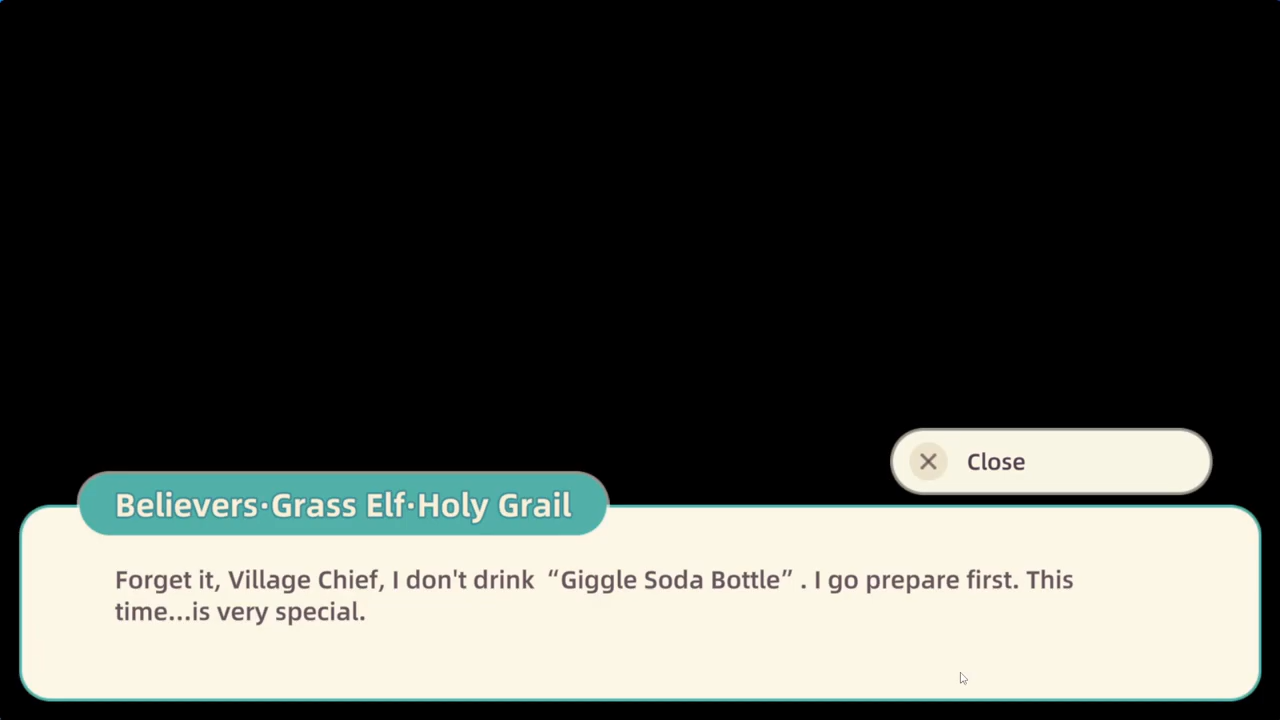 Close
Believers·Grass Elf·Holy Grail
Forget it, Village Chief, I don't drink “Giggle Soda Bottle” . I go prepare first. This
time...is very special.